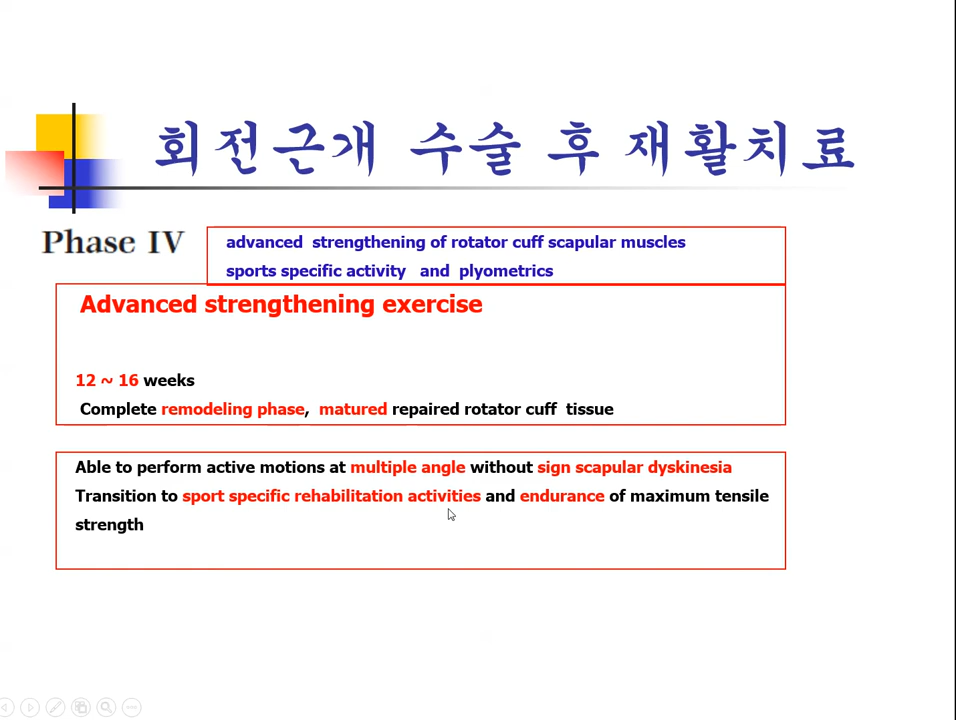 회전근개 수술 후 재활치료
Phase IV
advanced strengthening of rotator cuff scapular muscles
sports specific activity and plyometrics
Advanced strengthening exercise
12 ~ 16 weeks
Complete remodeling phase, matured repaired rotator cuff tissue
Able to perform active motions at multiple angle without sign scapular dyskinesia
Transition to sport specific rehabilitation activities and endurance of maximum tensile
strength